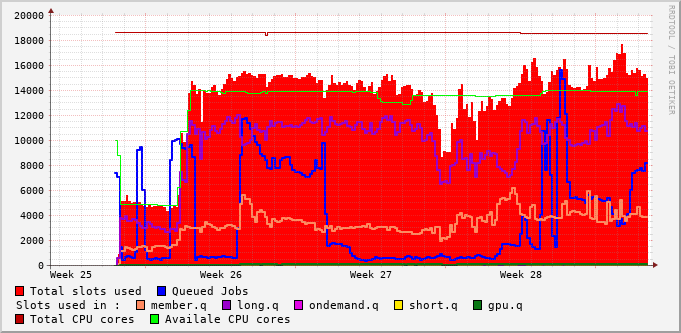 20000
18000
16000
14000
12000
10000
8000
6000
4000
2000
0
Week 25 Week 26 Week 27 Week 28
RRDTOOL / TOBI OETIKER
Total slots used Queued Jobs
Slots used in : member.q long.q ondemand.q short.q gpu.q
Total CPU cores Availale CPU cores